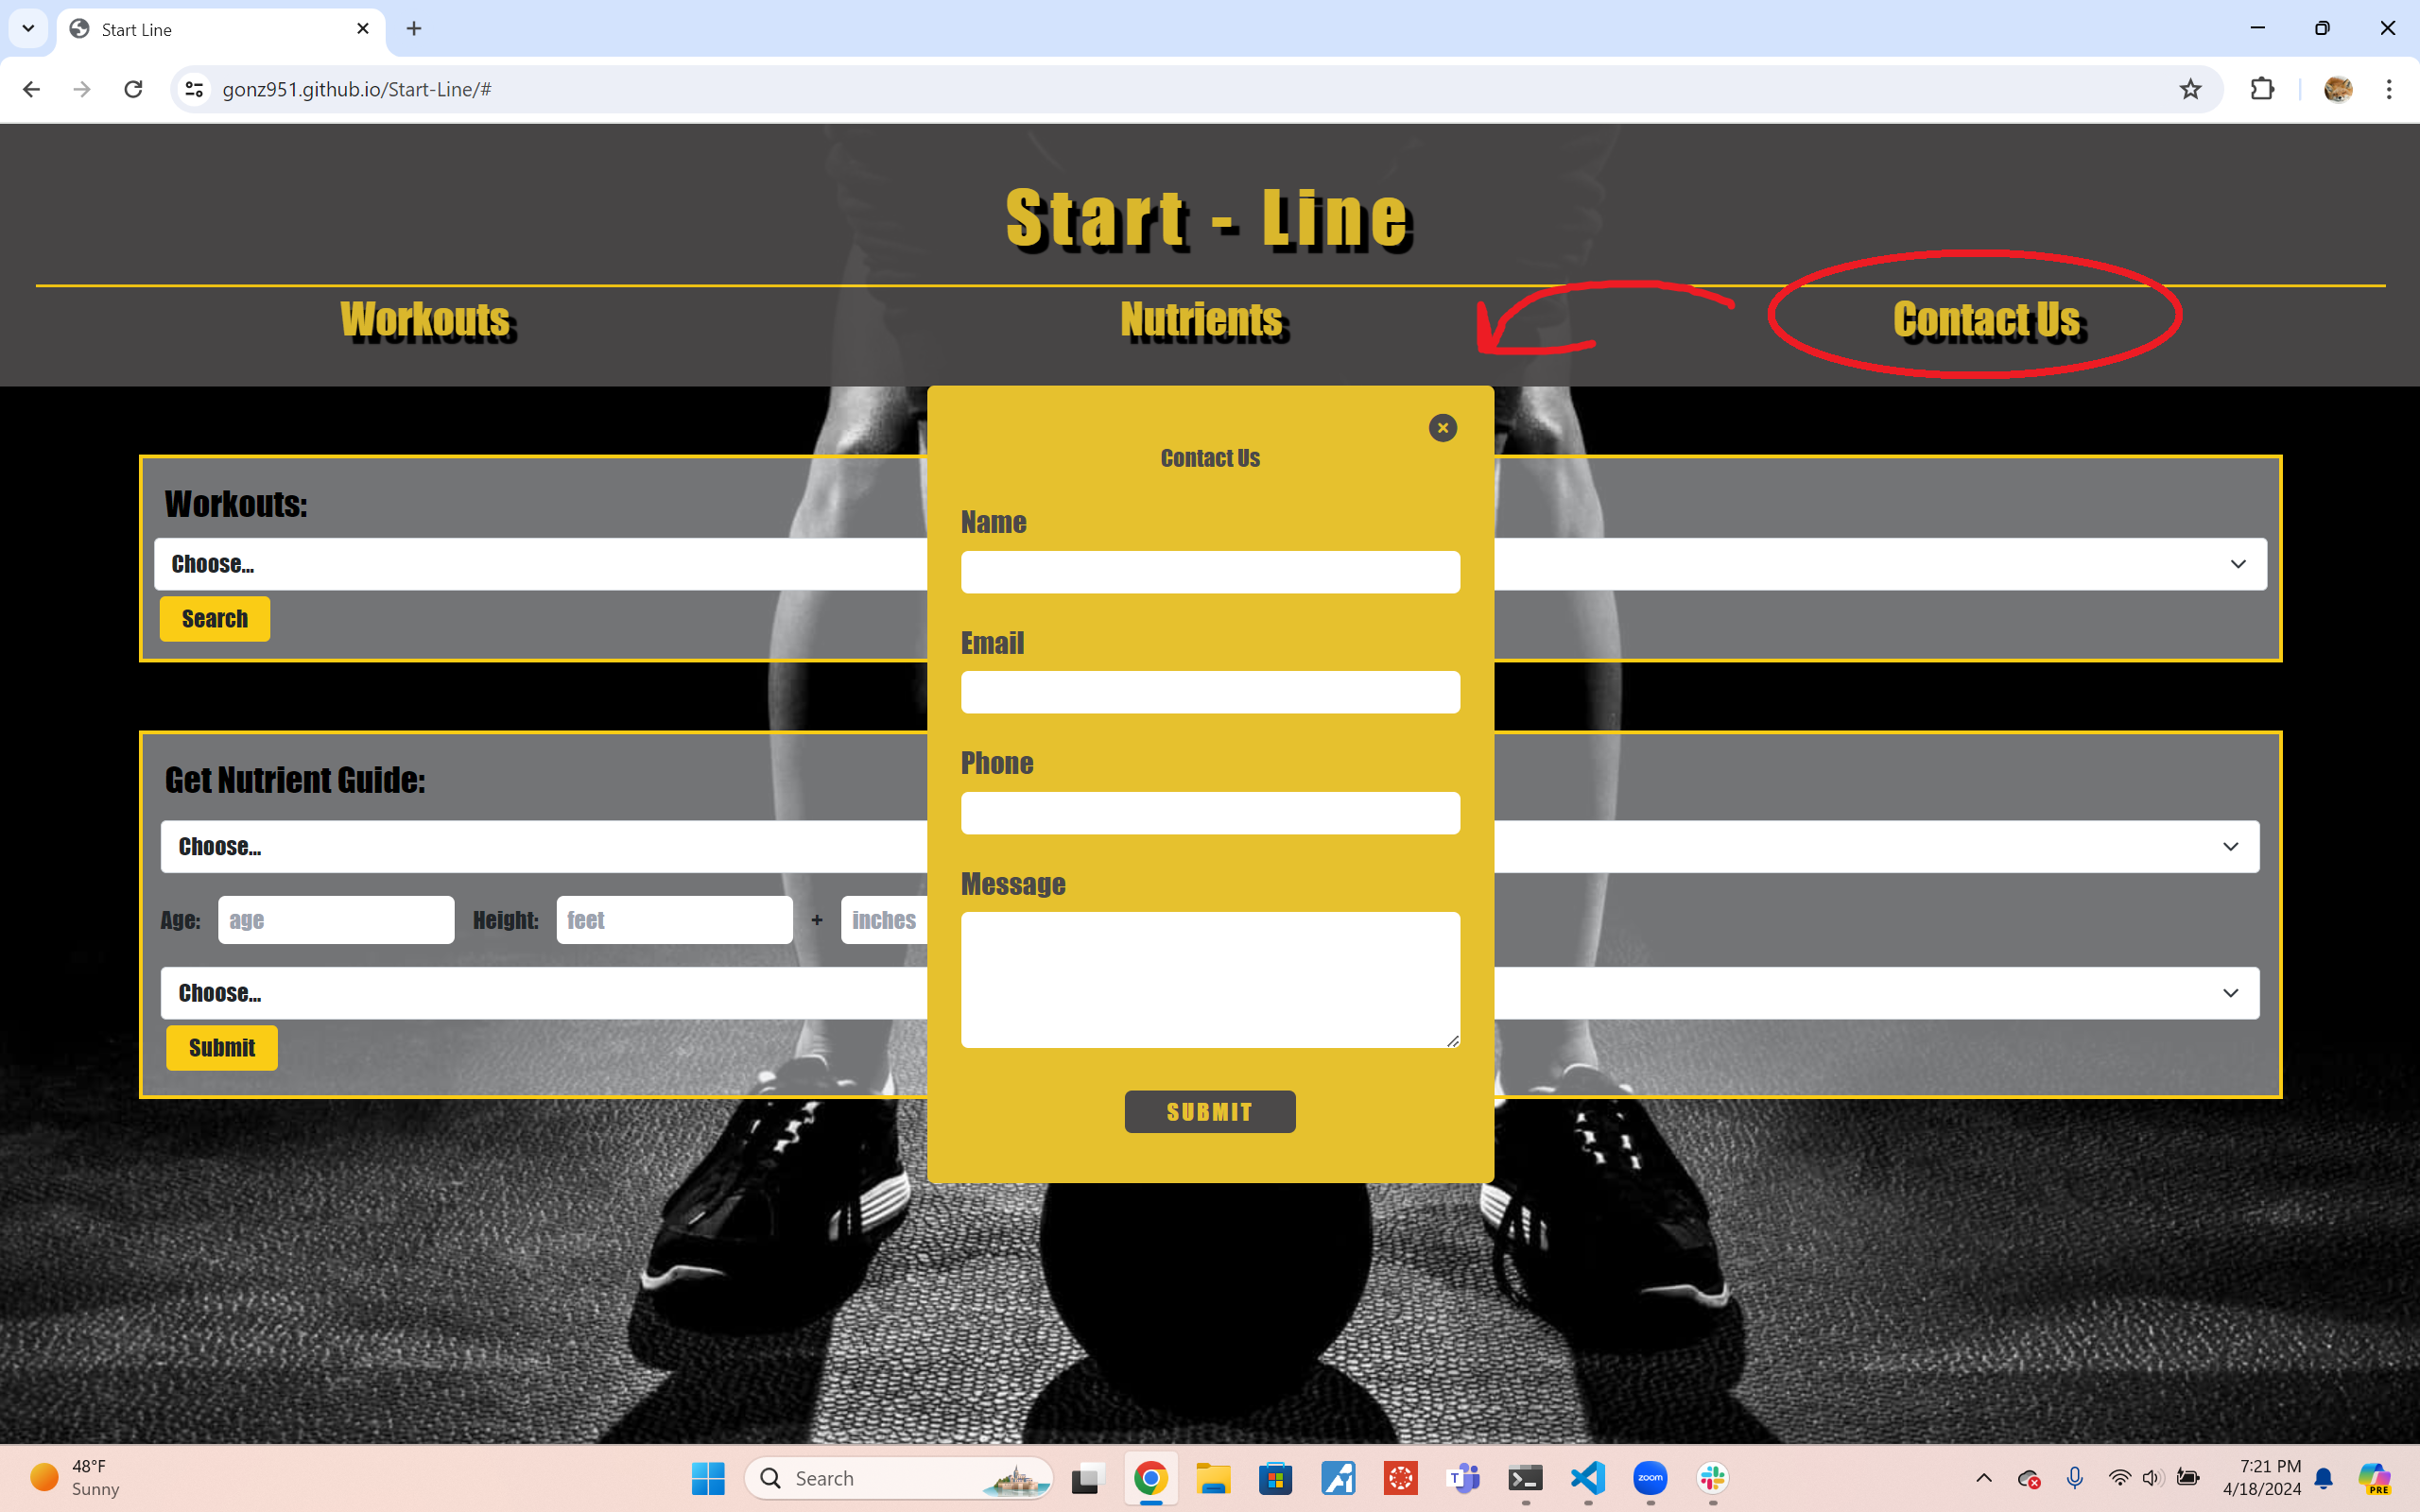 Start Line
gonz951.github.io/Start-Line/#
Start - Line
Workouts
Nutrients
Contact Us
Contact Us
Name
Email
Phone
Message
SUBMIT
Workouts:
Choose...
Search
Get Nutrient Guide:
Choose...
Age: age Height: feet + inches
Choose...
Submit
48°F
Sunny
Search
zoom
7:21 PM
4/18/2024
PRE